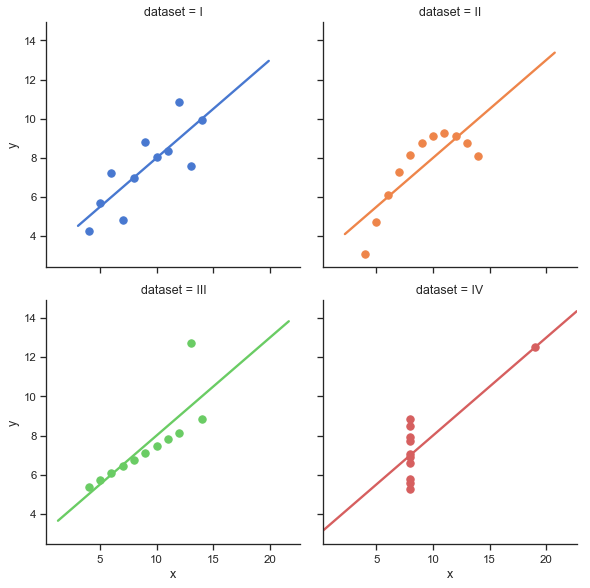 dataset = I
dataset = II
14
12
10
8
6
4
y
dataset = III
dataset = IV
14
12
10
8
6
4
y
5
10
15
20
5
10
15
20
x
x